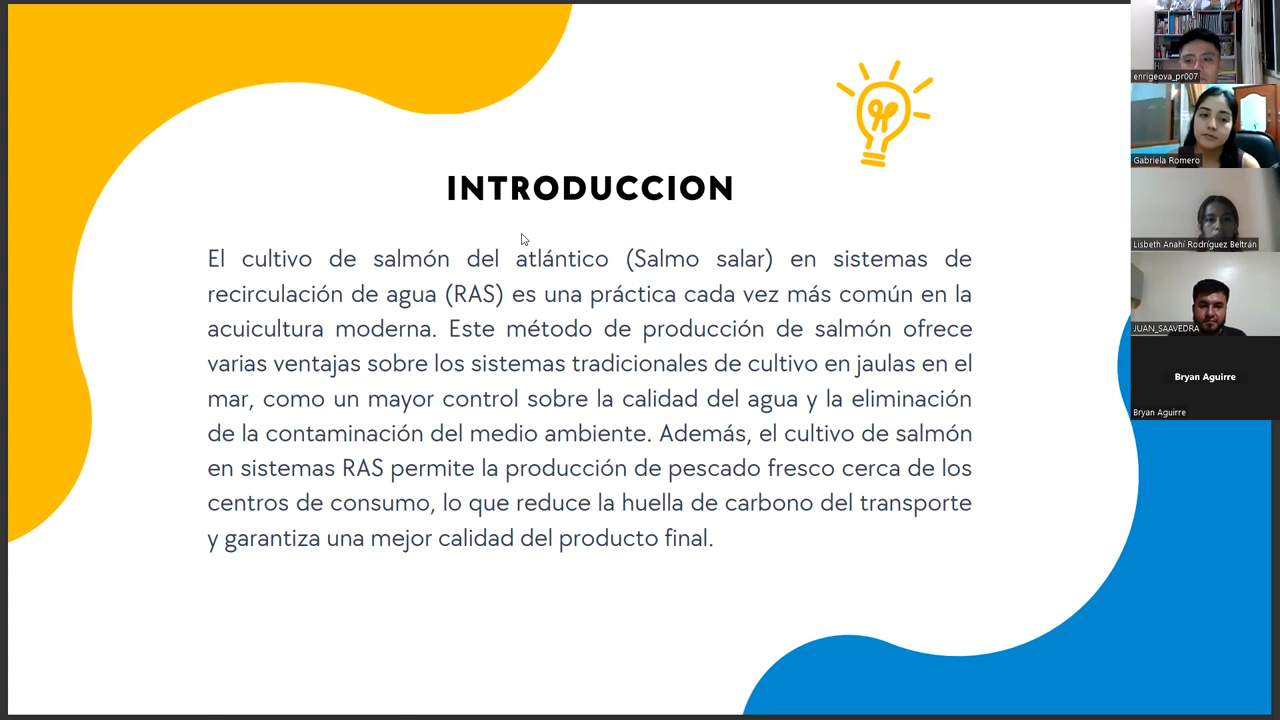 INTRODUCCION
El cultivo de salmón del atlántico (Salmo salar) en sistemas de
recirculación de agua (RAS) es una práctica cada vez más común en la
acuicultura moderna. Este método de producción de salmón ofrece
varias ventajas sobre los sistemas tradicionales de cultivo en jaulas en el
mar, como un mayor control sobre la calidad del agua y la eliminación
de la contaminación del medio ambiente. Además, el cultivo de salmón
en sistemas RAS permite la producción de pescado fresco cerca de los
centros de consumo, lo que reduce la huella de carbono del transporte
y garantiza una mejor calidad del producto final.
enrigeova_pr007
Gabriela Romero
Lisbeth Anahí Rodríguez Beltrán
JUAN_SAAVEDRA
Bryan Aguirre
Bryan Aguirre